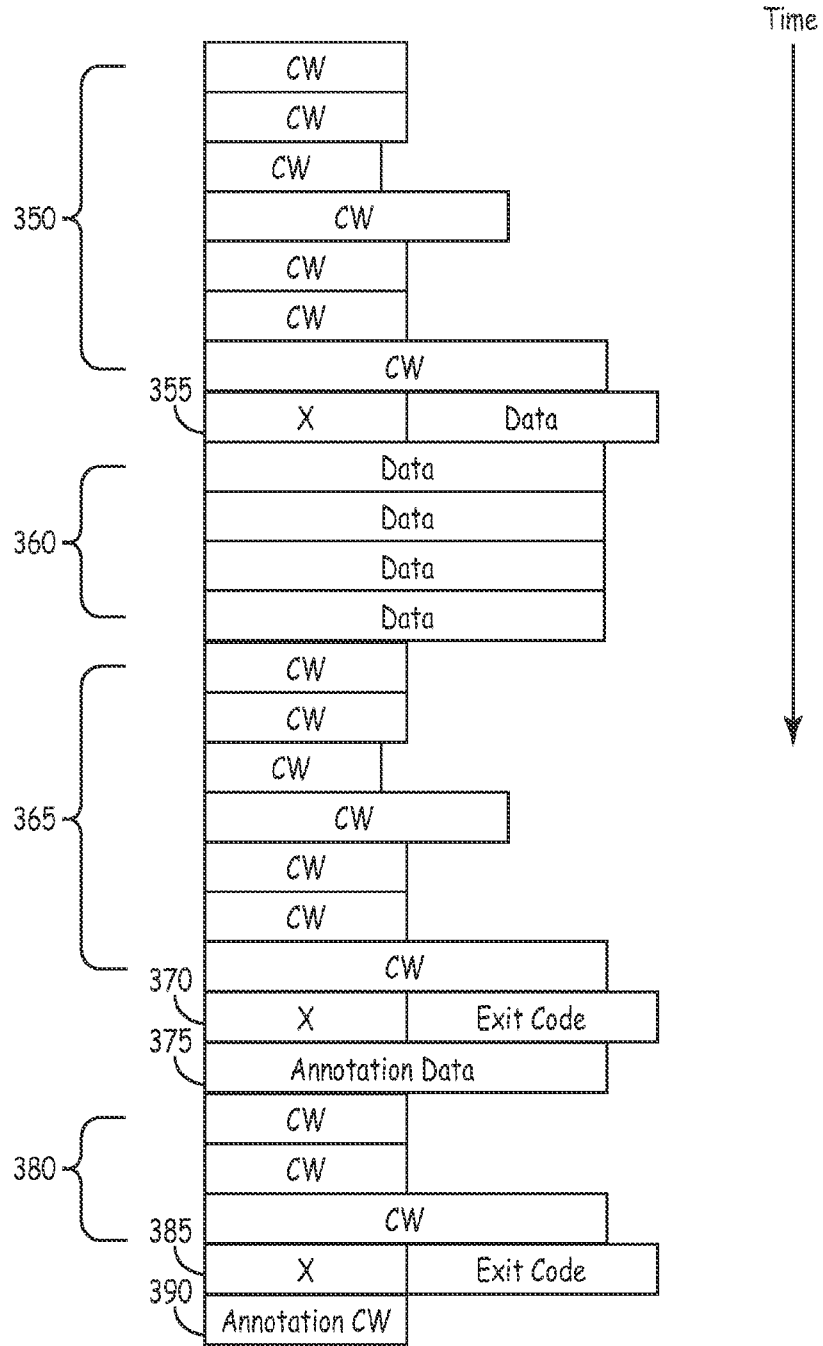 Time
CW
CW
CW
350 CW
CW
CW
CW
355 X Data
Data
Data
360 Data
Data
CW
CW
CW
365 CW
CW
CW
CW
370 X Exit Code
375 Annotation Data
CW
380 CW
CW
385 X Exit Code
390 Annotation CW